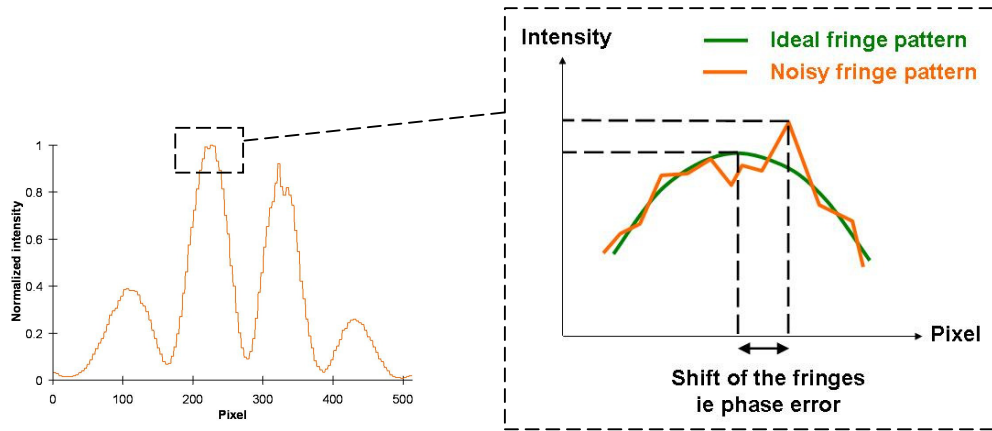 Normalized intensity
1
0.8
0.6
0.4
0.2
0
0 100 200 300 400 500
Pixel
Intensity
Ideal fringe pattern
Noisy fringe pattern
Pixel
Shift of the fringes
ie phase error